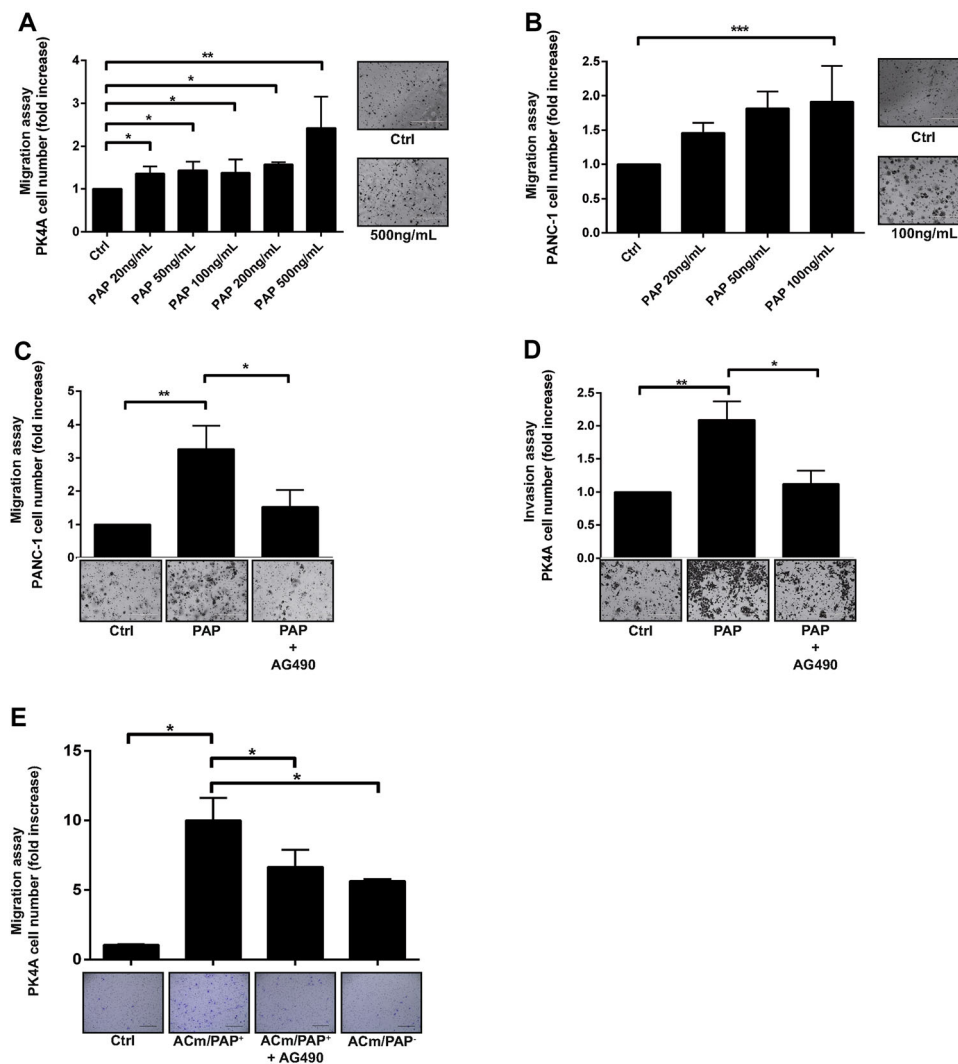 A
Migration assay
PK4A cell number (fold increase)
4
3
2
1
0
**
*
*
*
*
Ctrl
PAP 20ng/mL
PAP 50ng/mL
PAP 100ng/mL
PAP 200ng/mL
PAP 500ng/mL
Ctrl
500ng/mL
B
Migration assay
PANC-1 cell number (fold increase)
2.5
2.0
1.5
1.0
0.5
0.0
***
Ctrl
PAP 20ng/mL
PAP 50ng/mL
PAP 100ng/mL
Ctrl
100ng/mL
C
Migration assay
PANC-1 cell number (fold increase)
5
4
3
2
1
0
**
*
Ctrl
PAP
PAP
+
AG490
D
Invasion assay
PK4A cell number (fold increase)
2.5
2.0
1.5
1.0
0.5
0.0
**
*
Ctrl
PAP
PAP
+
AG490
E
Migration assay
PK4A cell number (fold inscrease)
15
10
5
0
*
*
*
Ctrl
ACm/PAP⁺
ACm/PAP⁺
+ AG490
ACm/PAP⁻